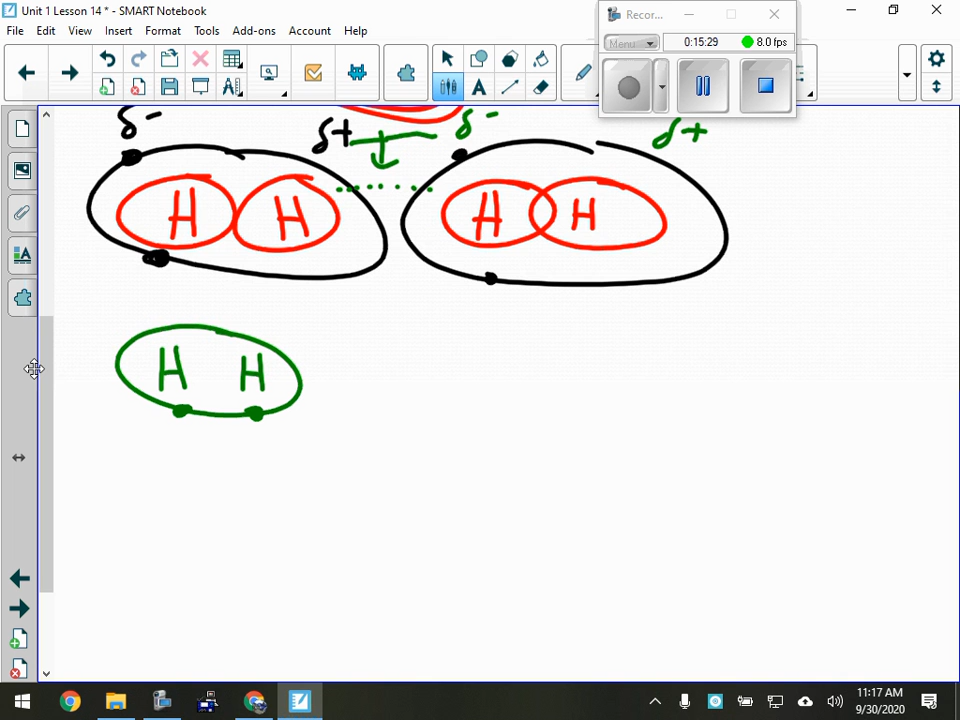 Unit 1 Lesson 14 * - SMART Notebook
Recor...
File Edit View Insert Format Tools Add-ons Account Help
Menu 0:15:29 8.0 fps
δ- δ+ δ- δ+
H H H H
H H
11:17 AM
9/30/2020